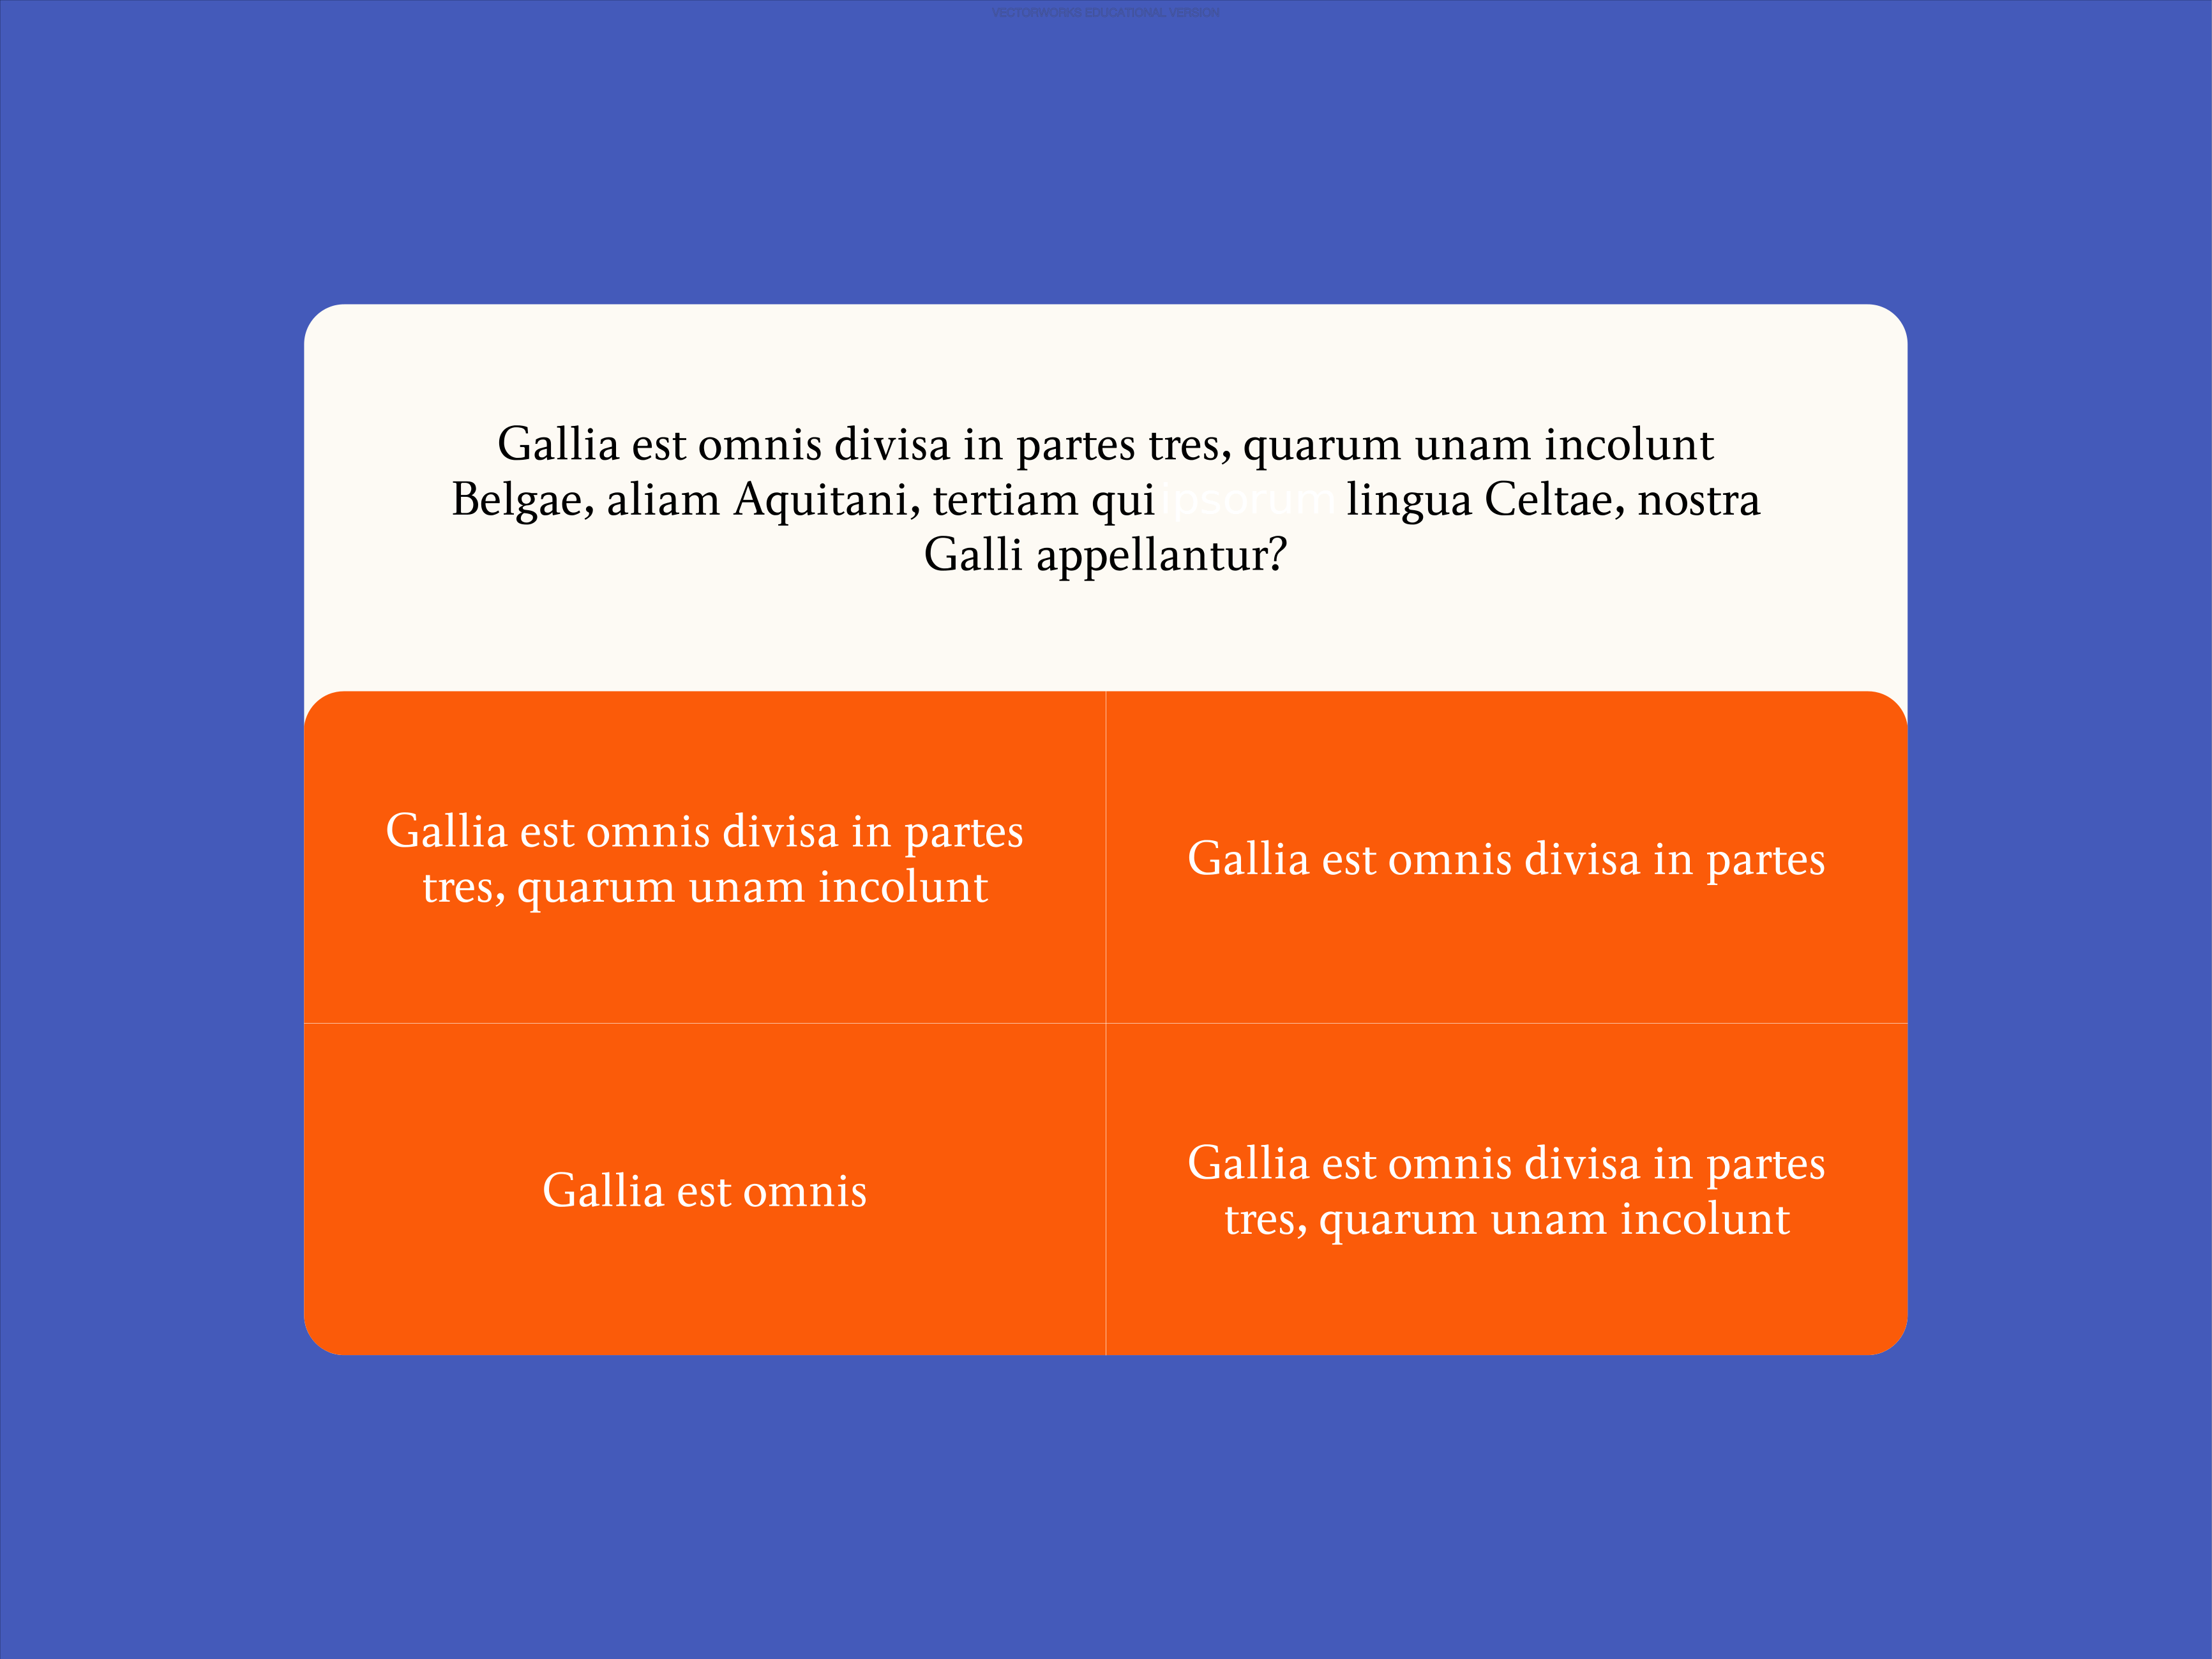 VECTORWORKS EDUCATIONAL VERSION
Gallia est omnis divisa in partes tres, quarum unam incolunt
Belgae, aliam Aquitani, tertiam qui ipsorum lingua Celtae, nostra
Galli appellantur?
Gallia est omnis divisa in partes
tres, quarum unam incolunt
Gallia est omnis divisa in partes
Gallia est omnis
Gallia est omnis divisa in partes
tres, quarum unam incolunt